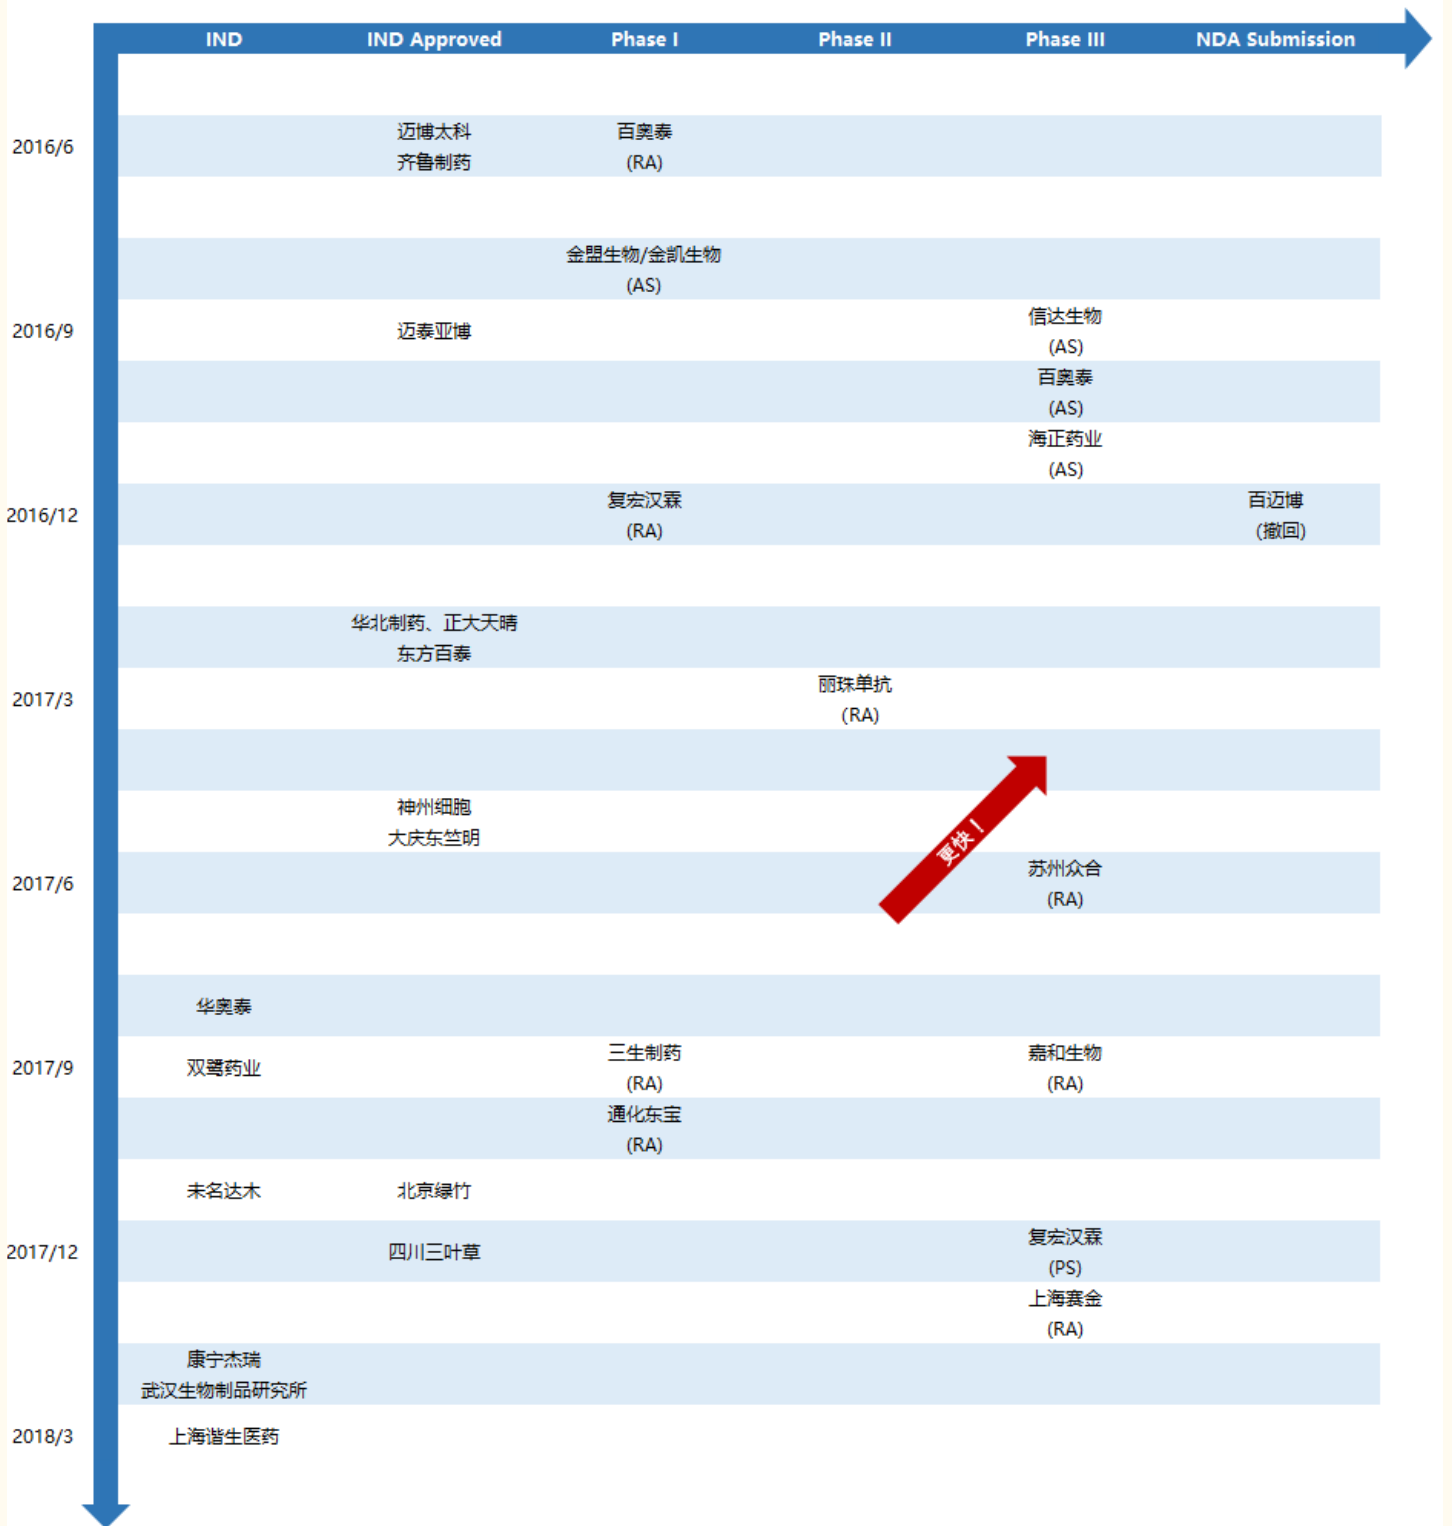 IND IND Approved Phase I Phase II Phase III NDA Submission
2016/6
迈博太科
齐鲁制药
百奥泰
(RA)
金盟生物/金凯生物
(AS)
2016/9
迈泰亚博
信达生物
(AS)
百奥泰
(AS)
海正药业
(AS)
2016/12
复宏汉霖
(RA)
百迈博
(撤回)
华北制药、正大天晴
东方百泰
2017/3
丽珠单抗
(RA)
更快！
神州细胞
大庆东竺明
2017/6
苏州众合
(RA)
华奥泰
2017/9
双鹭药业
三生制药
(RA)
嘉和生物
(RA)
通化东宝
(RA)
未名达木
北京绿竹
2017/12
四川三叶草
复宏汉霖
(PS)
上海赛金
(RA)
康宁杰瑞
武汉生物制品研究所
2018/3
上海谐生医药